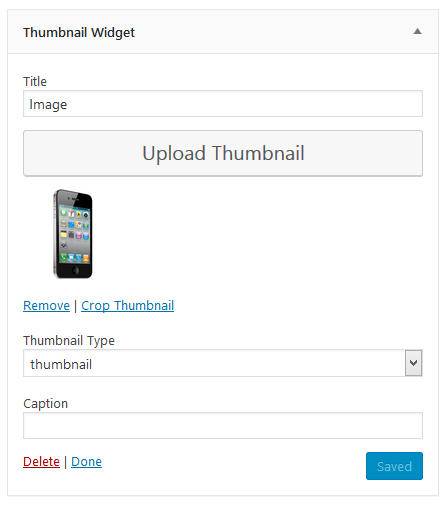 Thumbnail Widget
Title
Image
Upload Thumbnail
Remove | Crop Thumbnail
Thumbnail Type
thumbnail
Caption
Delete | Done
Saved